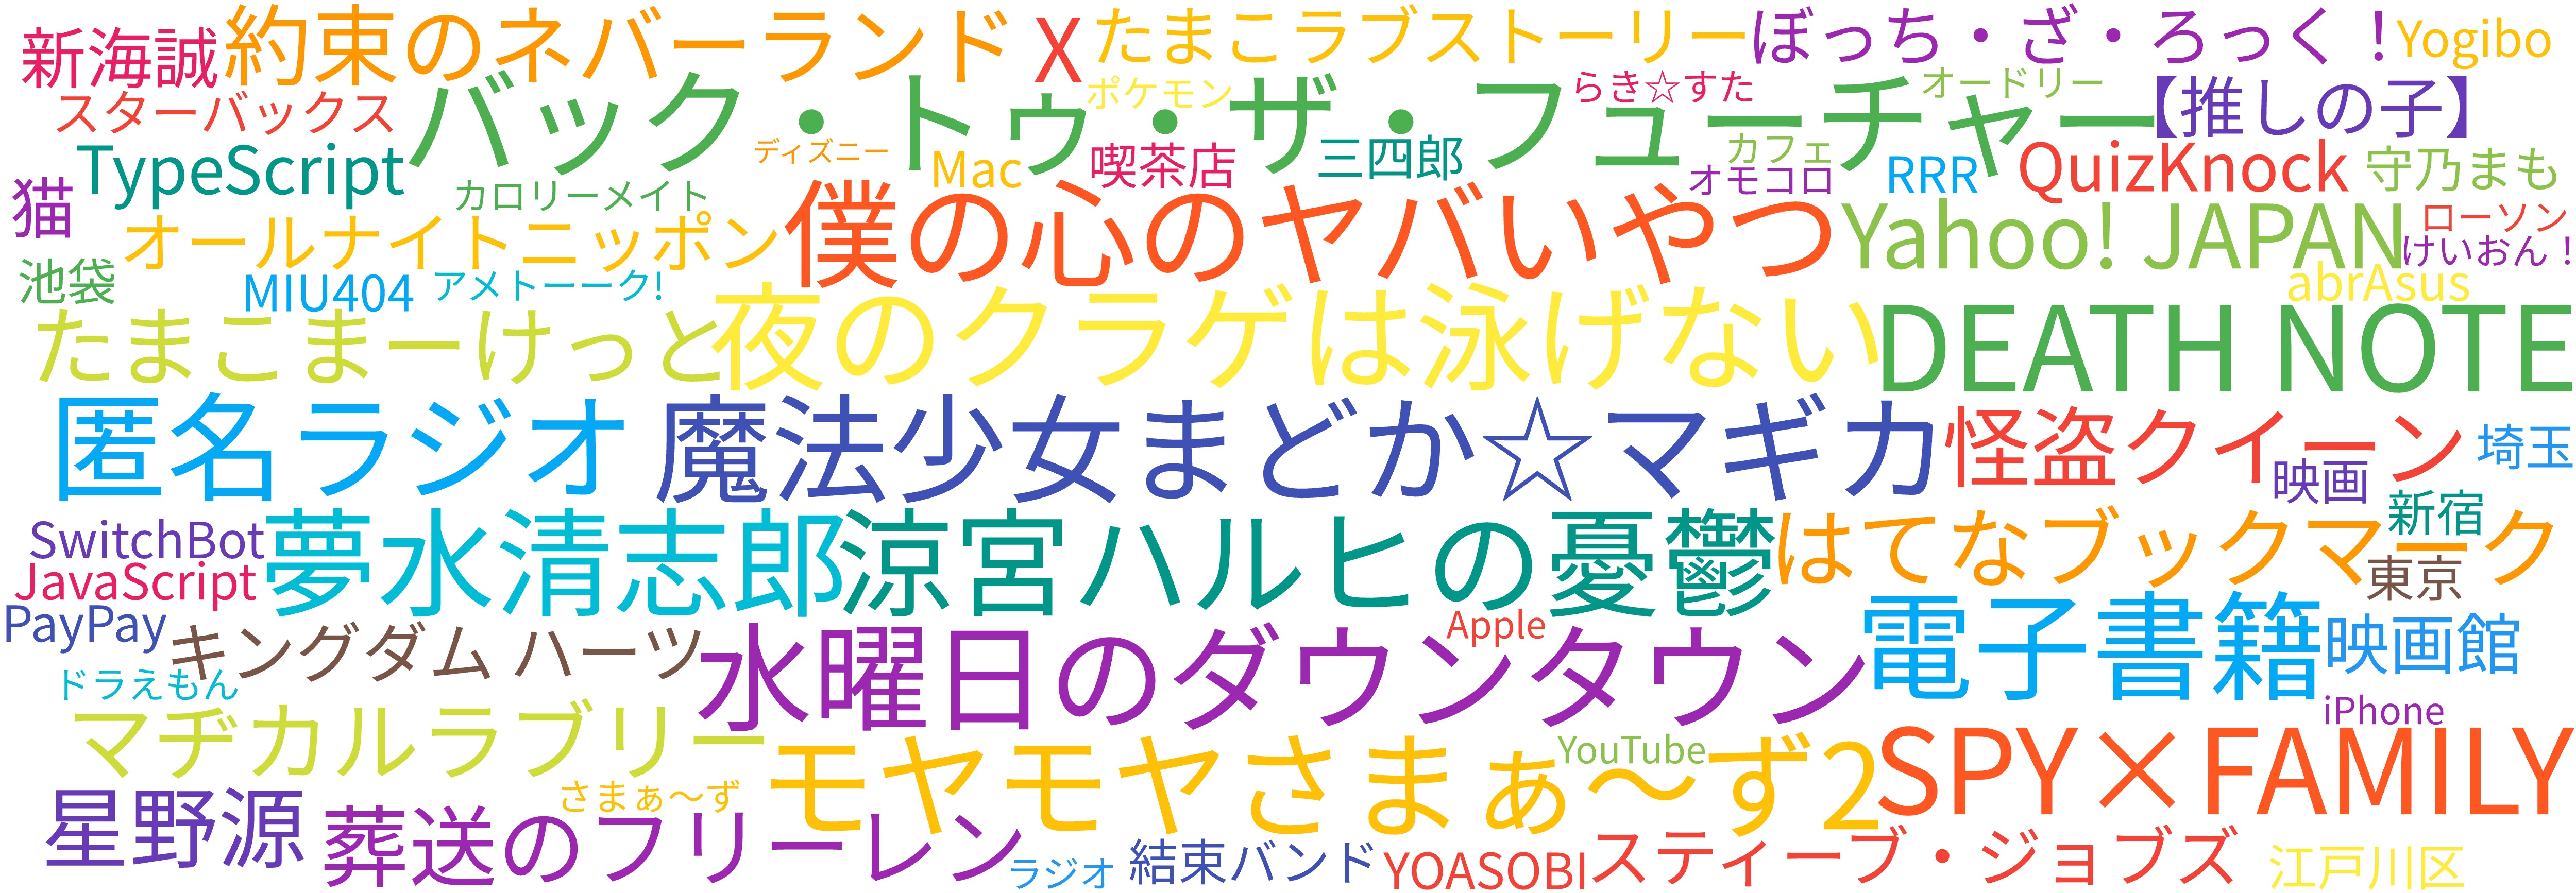 新海誠
約束のネバーランド
X
たまこラブストーリー
ぼっち・ざ・ろっく！
Yogibo
スターバックス
バック・トゥ・ザ・フューチャー
ポケモン
らき☆すた
オードリー
【推しの子】
TypeScript
ディズニー
Mac
喫茶店
三四郎
カフェ
オモコロ
RRR
QuizKnock
守乃まも
猫
カロリーメイト
オールナイトニッポン
僕の心のヤバいやつ
Yahoo! JAPAN
ローソン
けいおん！
池袋
MIU404
アメトーーク!
abrAsus
たまこまーけっと
夜のクラゲは泳げない
DEATH NOTE
匿名ラジオ
魔法少女まどか☆マギカ
怪盗クイーン
埼玉
映画
新宿
SwitchBot
夢水清志郎
涼宮ハルヒの憂鬱
はてなブックマーク
JavaScript
東京
PayPay
キングダム ハーツ
水曜日のダウンタウン
Apple
電子書籍
映画館
ドラえもん
iPhone
マヂカルラブリー
モヤモヤさまぁ～ず2
YouTube
SPY×FAMILY
さまぁ～ず
星野源
葬送のフリーレン
ラジオ
結束バンド
YOASOBI
スティーブ・ジョブズ
江戸川区